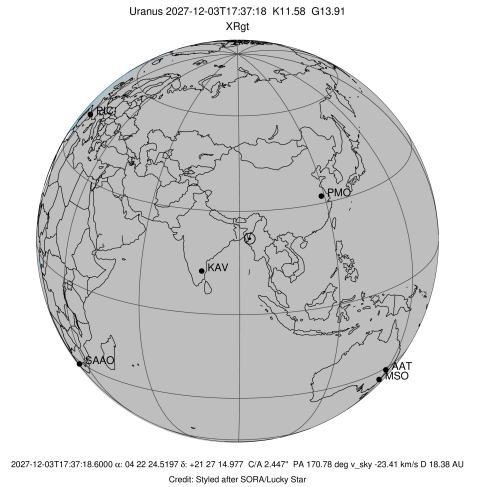 Uranus 2027-12-03T17:37:18 K11.58 G13.91
XRgt
PIC
PMO
KAV
SAAO
AAT
MSO
2027-12-03T17:37:18.6000 α: 04 22 24.5197 δ: +21 27 14.977 C/A 2.447" PA 170.78 deg v_sky -23.41 km/s D 18.38 AU
Credit: Styled after SORA/Lucky Star